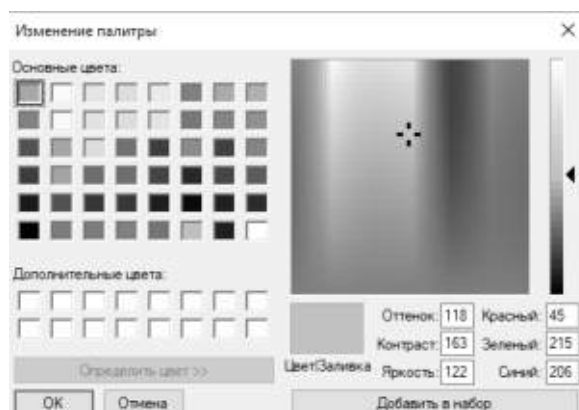 Изменение палитры
Основные цвета:
Дополнительные цвета:
Определить цвет >>
ОК Отмена
Оттенок: 118 Красный: 45
Контраст: 163 Зеленый: 215
Цвет|Заливка Яркость: 122 Синий: 206
Добавить в набор